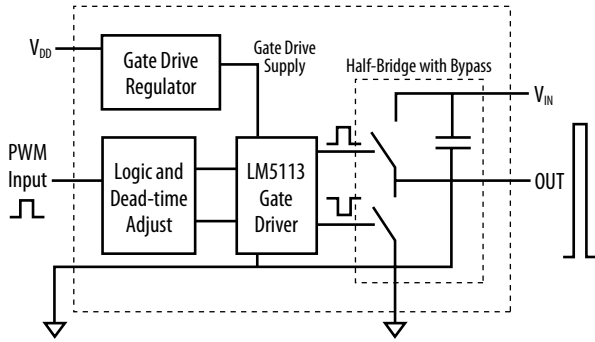 V_DD
Gate Drive
Regulator
Gate Drive
Supply
Half-Bridge with Bypass
V_IN
PWM
Input
Logic and
Dead-time
Adjust
LM5113
Gate
Driver
OUT